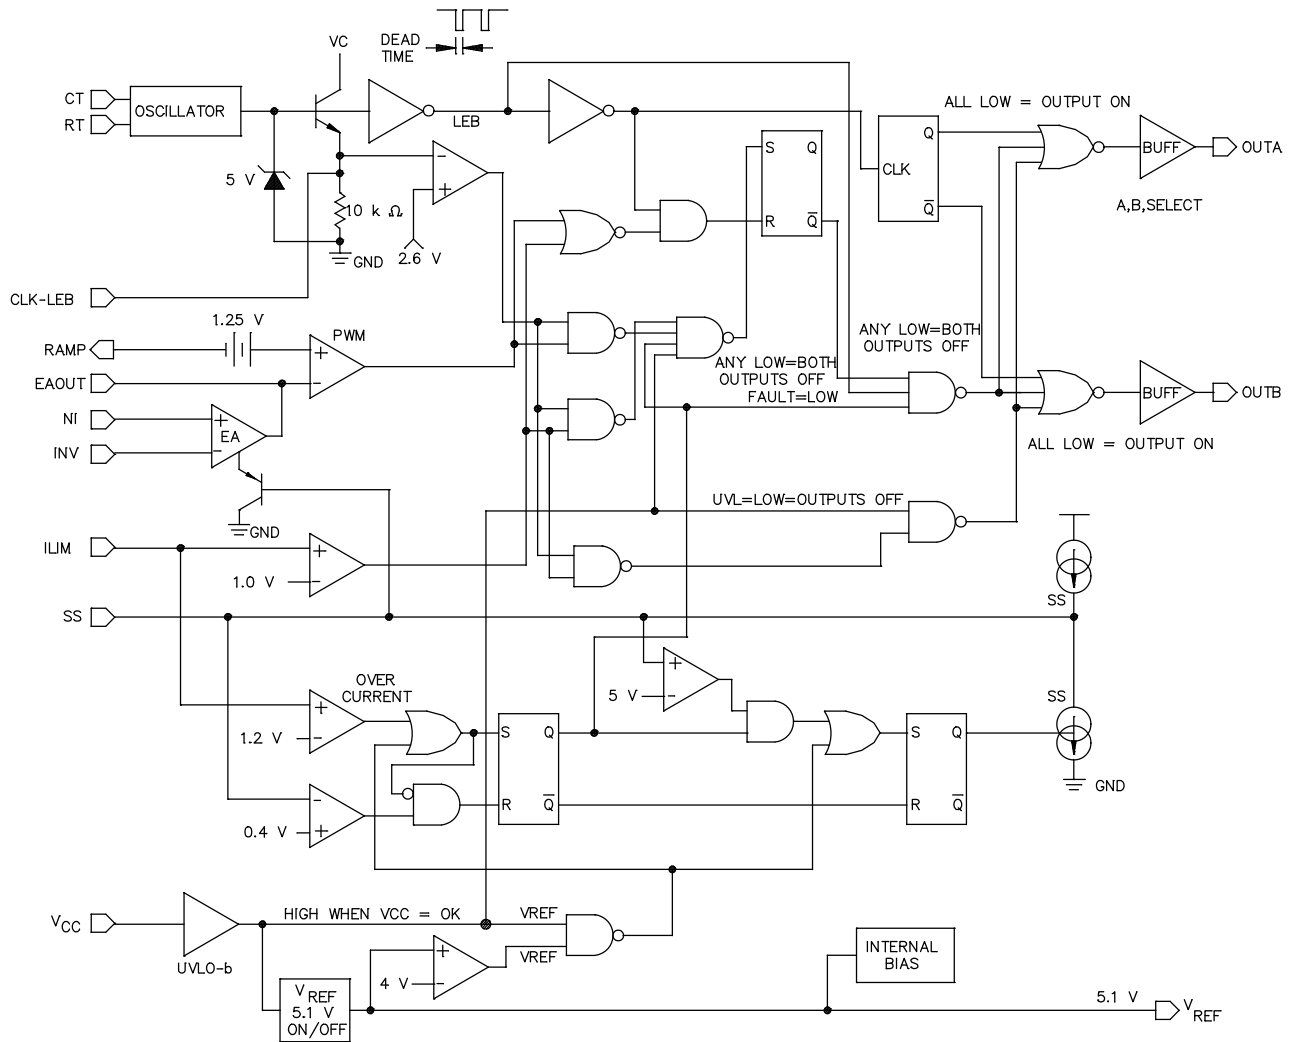 VC
DEAD
TIME
CT
RT
OSCILLATOR
LEB
ALL LOW = OUTPUT ON
S Q
R Q
CLK
Q
Q
BUFF
OUTA
A,B,SELECT
5 V
10 k Ω
GND
2.6 V
CLK-LEB
1.25 V
PWM
RAMP
EAOUT
NI
INV
EA
GND
ANY LOW=BOTH
OUTPUTS OFF
ANY LOW=BOTH
OUTPUTS OFF
FAULT=LOW
BUFF
OUTB
ALL LOW = OUTPUT ON
UVL=LOW=OUTPUTS OFF
ILIM
1.0 V
SS
SS
OVER
CURRENT
5 V
SS
1.2 V
S Q
R Q
S Q
R Q
GND
0.4 V
VCC
HIGH WHEN VCC = OK
VREF
VREF
UVLO-b
4 V
INTERNAL
BIAS
VREF
5.1 V
ON/OFF
5.1 V
VREF